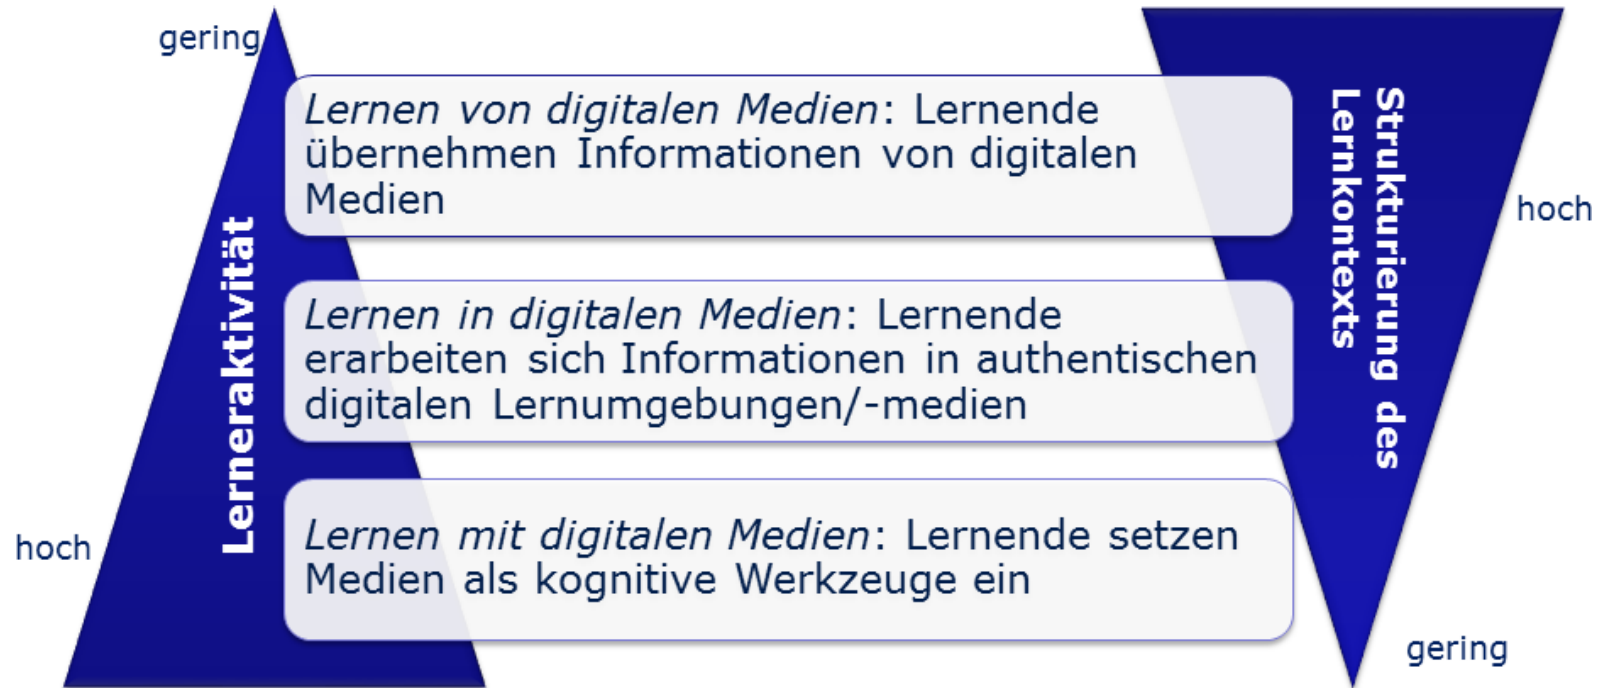 gering
Lernen von digitalen Medien: Lernende
übernehmen Informationen von digitalen
Medien
Lernen in digitalen Medien: Lernende
erarbeiten sich Informationen in authentischen
digitalen Lernumgebungen/-medien
Lernen mit digitalen Medien: Lernende setzen
Medien als kognitive Werkzeuge ein
Lerneraktivität
hoch
Strukturierung des
Lernkontexts
hoch
gering